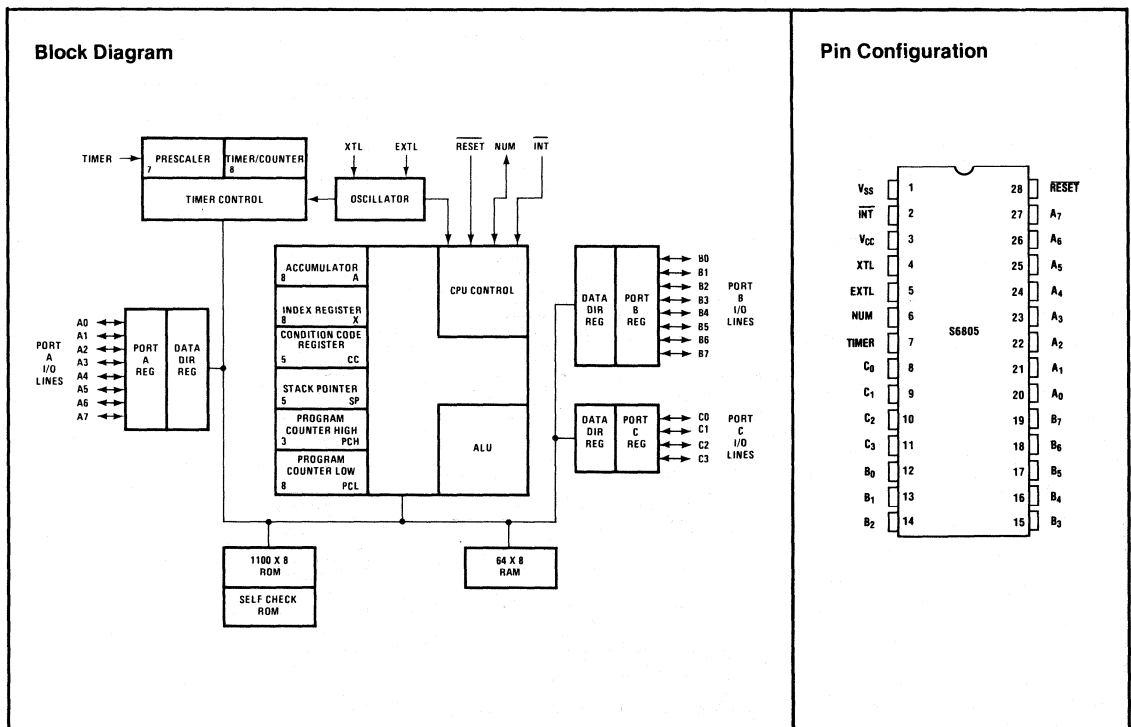 Block Diagram
TIMER
PRESCALER
7
TIMER/COUNTER
8
TIMER CONTROL
XTL
EXTL
OSCILLATOR
RESET
NUM
INT
ACCUMULATOR
8 A
INDEX REGISTER
8 X
CONDITION CODE
REGISTER
5 CC
STACK POINTER
5 SP
PROGRAM
COUNTER HIGH
3 PCH
PROGRAM
COUNTER LOW
8 PCL
CPU CONTROL
ALU
PORT
A
I/O
LINES
A0
A1
A2
A3
A4
A5
A6
A7
PORT
A
REG
DATA
DIR
REG
DATA
DIR
REG
PORT
B
REG
B0
B1
B2
B3
B4
B5
B6
B7
PORT
B
I/O
LINES
DATA
DIR
REG
PORT
C
REG
C0
C1
C2
C3
PORT
C
I/O
LINES
1100 X 8
ROM
SELF CHECK
ROM
64 X 8
RAM
Pin Configuration
VSS 1 28 RESET
INT 2 27 A7
VCC 3 26 A6
XTL 4 25 A5
EXTL 5 24 A4
NUM 6 23 A3
S6805
TIMER 7 22 A2
C0 8 21 A1
C1 9 20 A0
C2 10 19 B7
C3 11 18 B6
B0 12 17 B5
B1 13 16 B4
B2 14 15 B3